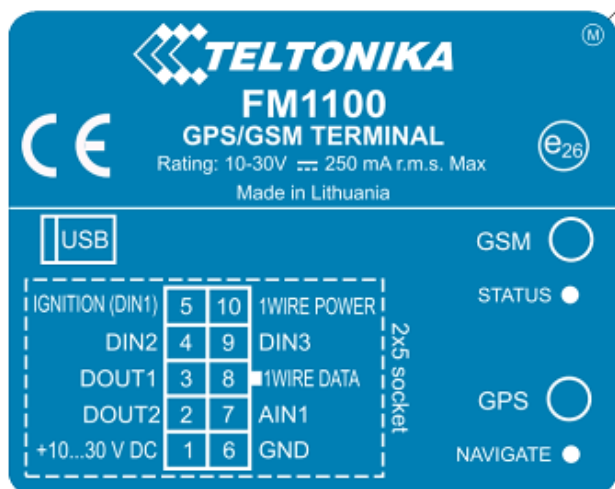 M
TELTONIKA
FM1100
GPS/GSM TERMINAL
Rating: 10-30V ⎓ 250 mA r.m.s. Max
Made in Lithuania
CE
e26
USB
GSM
STATUS
IGNITION (DIN1) 5 10 1WIRE POWER
DIN2 4 9 DIN3
DOUT1 3 8 1WIRE DATA
DOUT2 2 7 AIN1
+10...30 V DC 1 6 GND
2x5 socket
GPS
NAVIGATE